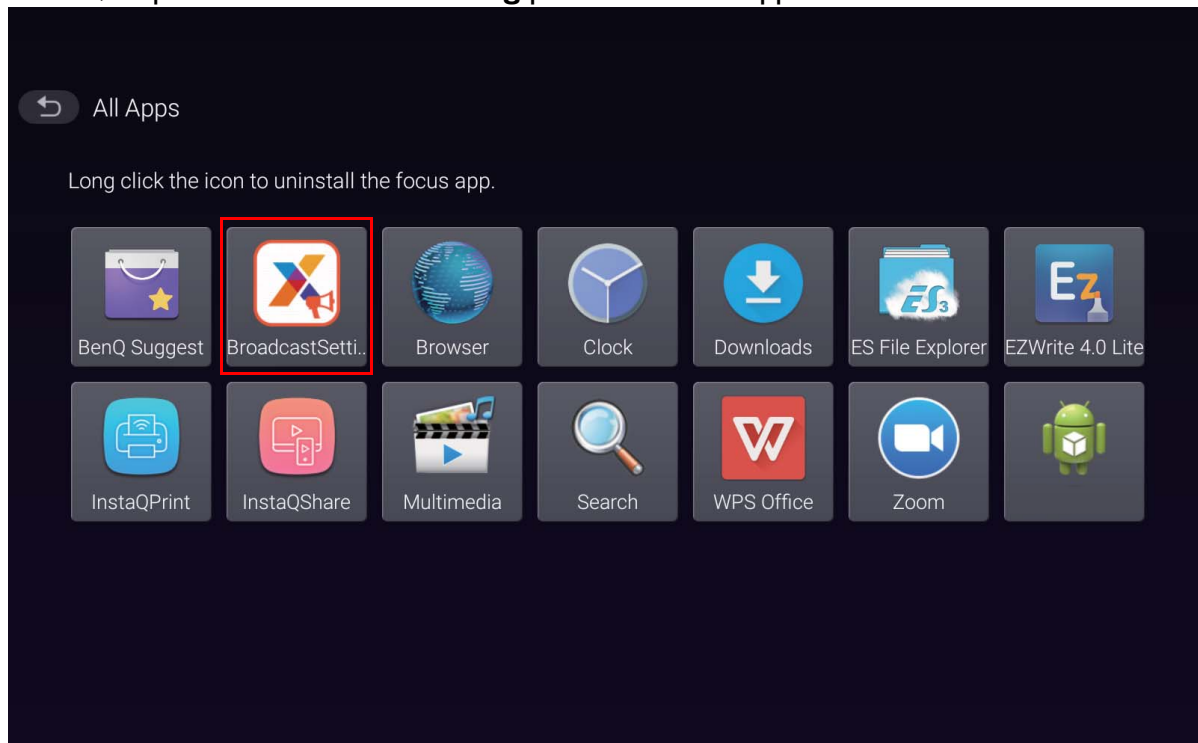 All Apps
Long click the icon to uninstall the focus app.
BenQ Suggest BroadcastSetti.. Browser Clock Downloads ES File Explorer EZWrite 4.0 Lite
InstaQPrint InstaQShare Multimedia Search WPS Office Zoom